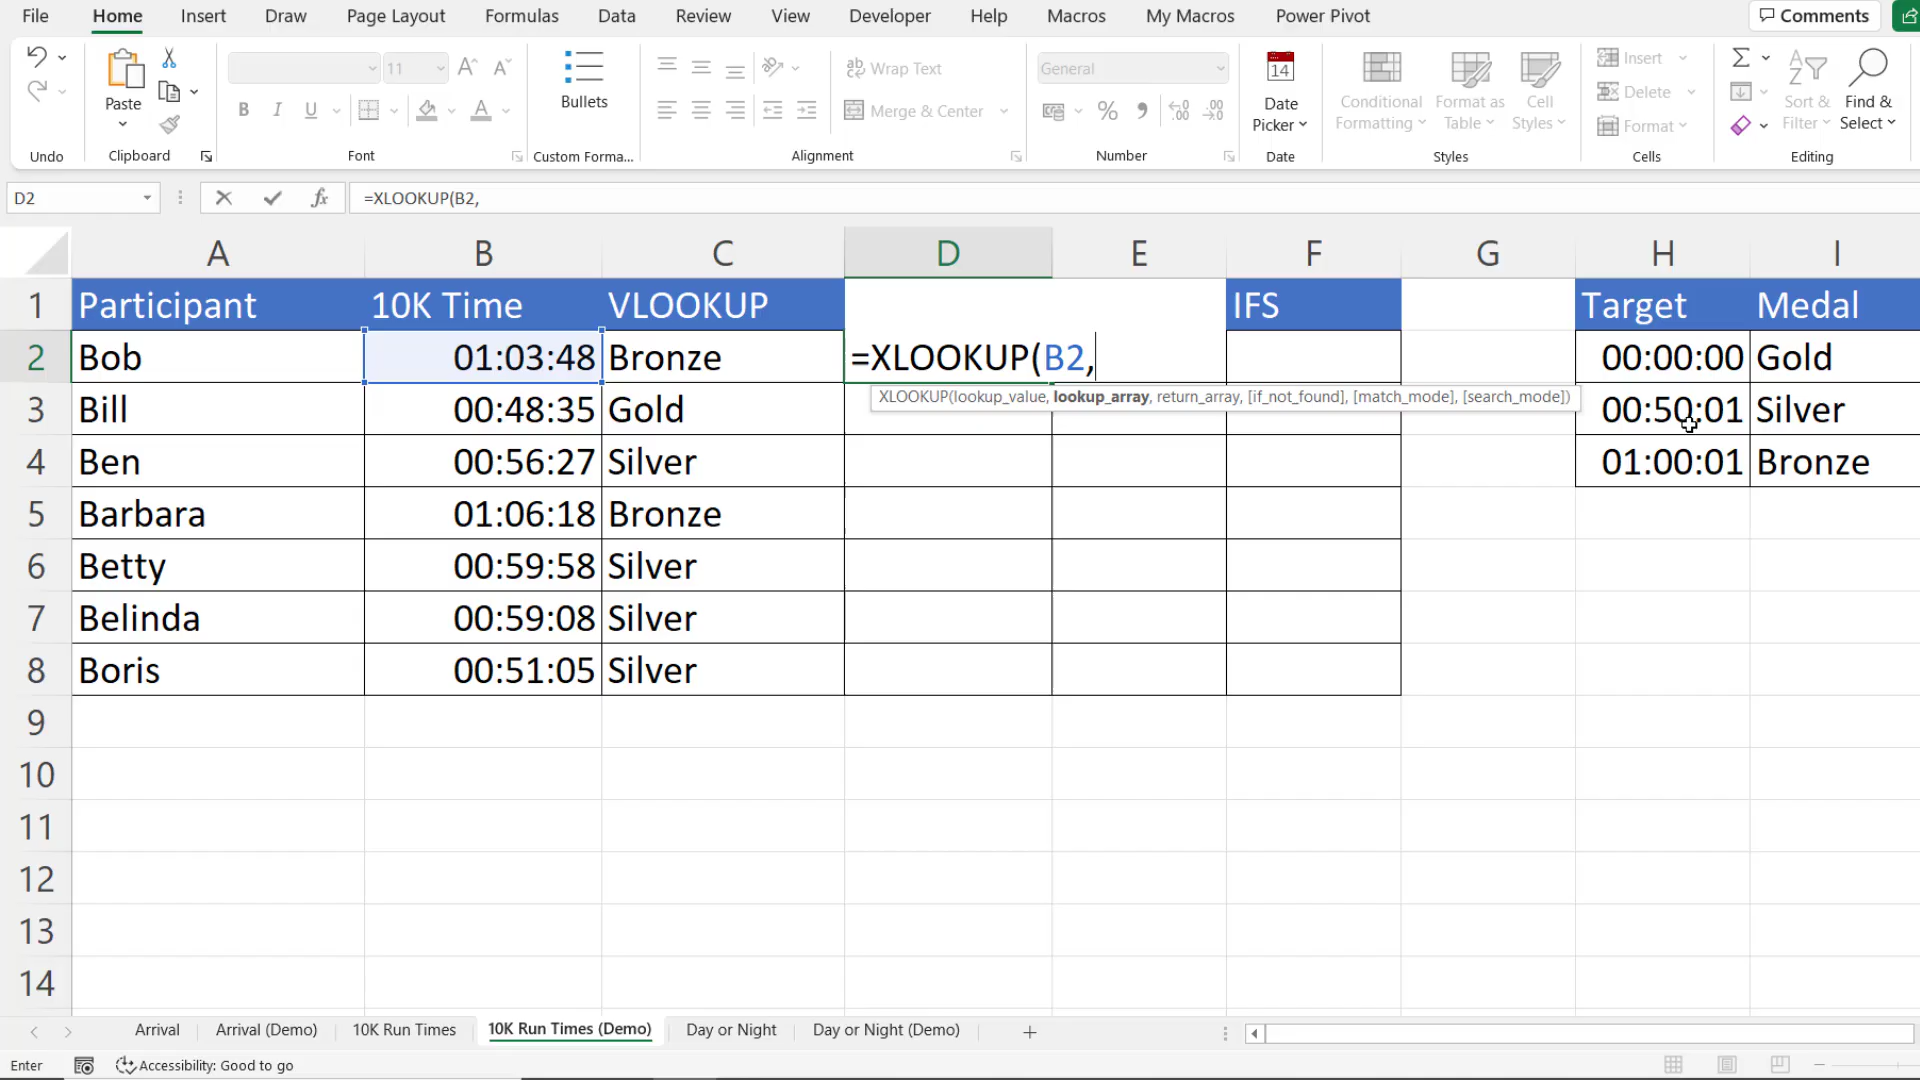 File Home Insert Draw Page Layout Formulas Data Review View Developer Help Macros My Macros Power Pivot Comments
11 General
Wrap Text
Merge & Center
Paste
B I U
A
Bullets
14
Date
Picker
Conditional
Formatting
Format as
Table
Cell
Styles
Insert
Delete
Format
Sort &
Filter
Find &
Select
Undo Clipboard Font Custom Forma... Alignment Number Date Styles Cells Editing
D2 fx =XLOOKUP(B2,
A B C D E F G H I
1 Participant 10K Time VLOOKUP IFS Target Medal
2 Bob 01:03:48 Bronze =XLOOKUP(B2, 00:00:00 Gold
XLOOKUP(lookup_value, lookup_array, return_array, [if_not_found], [match_mode], [search_mode])
3 Bill 00:48:35 Gold 00:50:01 Silver
4 Ben 00:56:27 Silver 01:00:01 Bronze
5 Barbara 01:06:18 Bronze
6 Betty 00:59:58 Silver
7 Belinda 00:59:08 Silver
8 Boris 00:51:05 Silver
9
10
11
12
13
14
Arrival Arrival (Demo) 10K Run Times 10K Run Times (Demo) Day or Night Day or Night (Demo)
Enter Accessibility: Good to go